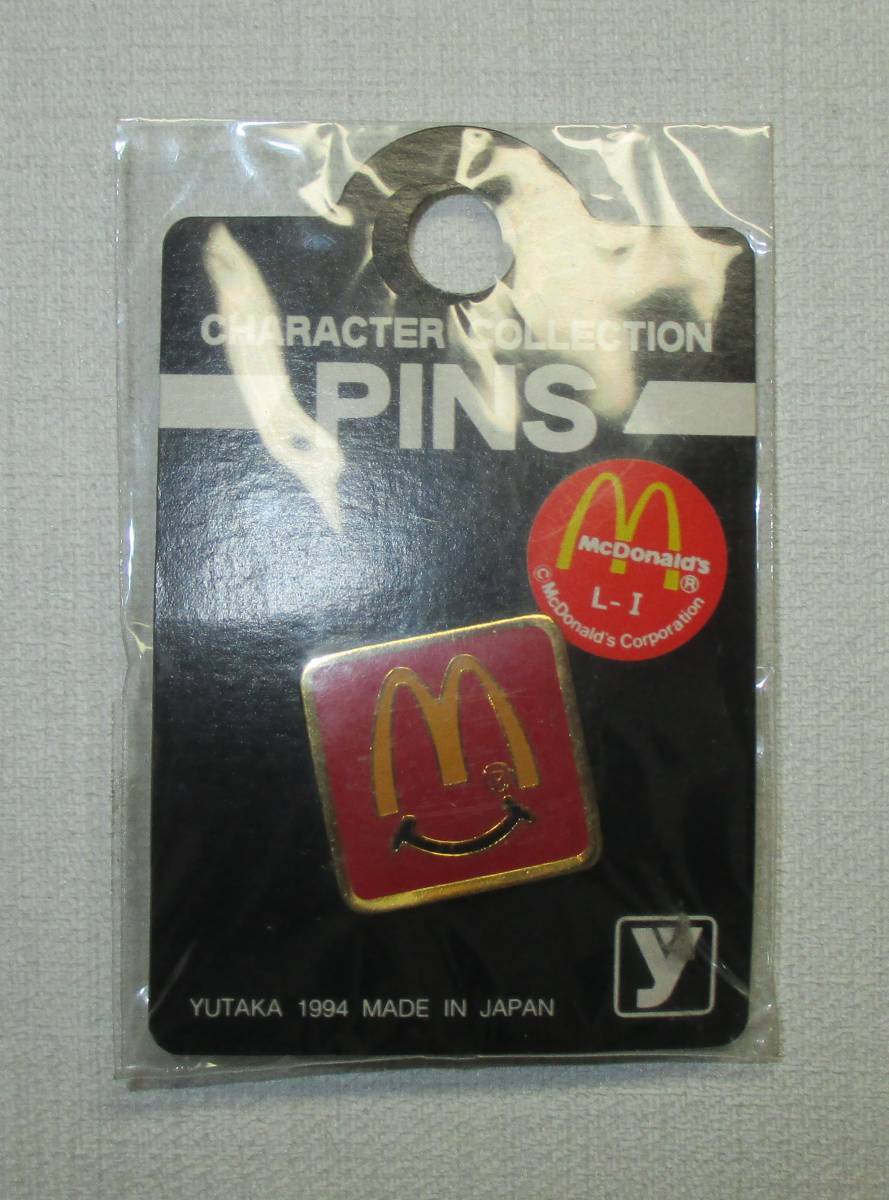 CHARACTER COLLECTION
PINS
M
McDonald's
®
L-I
© McDonald's Corporation
M
®
YUTAKA 1994 MADE IN JAPAN
y